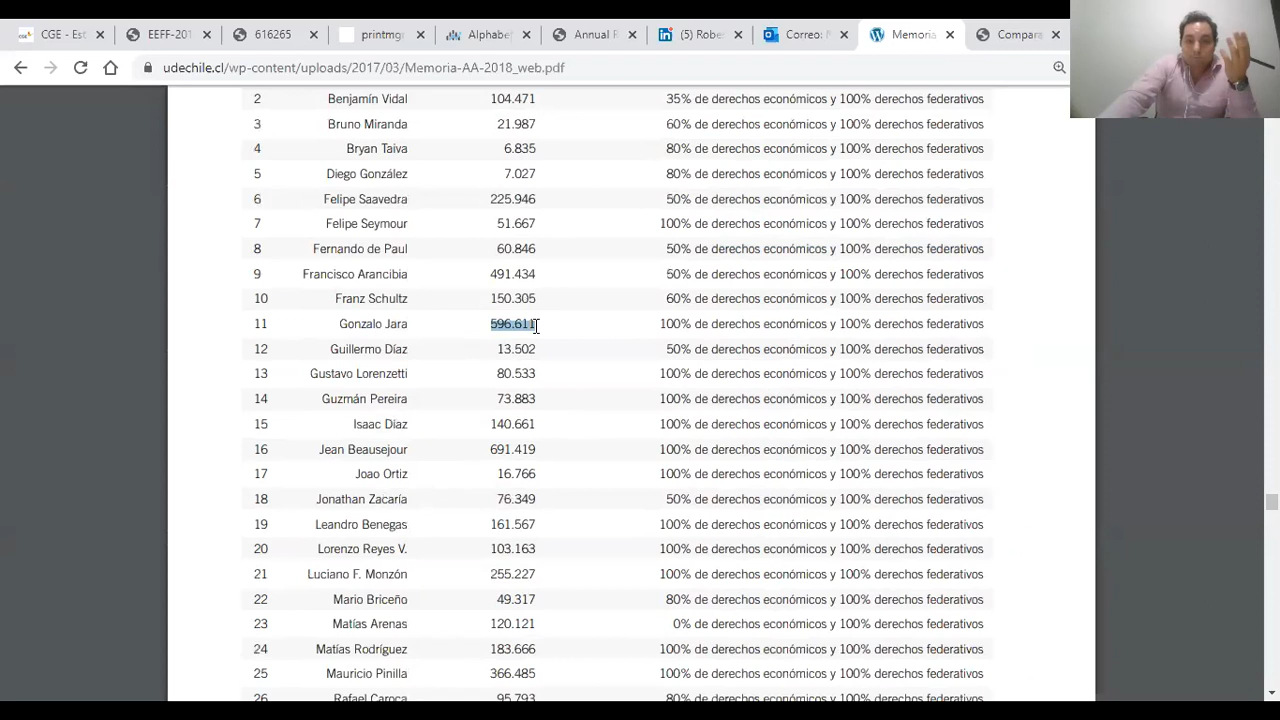 CGE - Est
EEFF-201
616265
printmg
Alphabe
Annual R
(5) Robe
Correo: M
Memoria
Compara
udechile.cl/wp-content/uploads/2017/03/Memoria-AA-2018_web.pdf
2 Benjamín Vidal 104.471 35% de derechos económicos y 100% derechos federativos
3 Bruno Miranda 21.987 60% de derechos económicos y 100% derechos federativos
4 Bryan Taiva 6.835 80% de derechos económicos y 100% derechos federativos
5 Diego González 7.027 80% de derechos económicos y 100% derechos federativos
6 Felipe Saavedra 225.946 50% de derechos económicos y 100% derechos federativos
7 Felipe Seymour 51.667 100% de derechos económicos y 100% derechos federativos
8 Fernando de Paul 60.846 50% de derechos económicos y 100% derechos federativos
9 Francisco Arancibia 491.434 50% de derechos económicos y 100% derechos federativos
10 Franz Schultz 150.305 60% de derechos económicos y 100% derechos federativos
11 Gonzalo Jara 596.611 100% de derechos económicos y 100% derechos federativos
12 Guillermo Díaz 13.502 50% de derechos económicos y 100% derechos federativos
13 Gustavo Lorenzetti 80.533 100% de derechos económicos y 100% derechos federativos
14 Guzmán Pereira 73.883 100% de derechos económicos y 100% derechos federativos
15 Isaac Diaz 140.661 100% de derechos económicos y 100% derechos federativos
16 Jean Beausejour 691.419 100% de derechos económicos y 100% derechos federativos
17 Joao Ortiz 16.766 100% de derechos económicos y 100% derechos federativos
18 Jonathan Zacaría 76.349 50% de derechos económicos y 100% derechos federativos
19 Leandro Benegas 161.567 100% de derechos económicos y 100% derechos federativos
20 Lorenzo Reyes V. 103.163 100% de derechos económicos y 100% derechos federativos
21 Luciano F. Monzón 255.227 100% de derechos económicos y 100% derechos federativos
22 Mario Briceño 49.317 80% de derechos económicos y 100% derechos federativos
23 Matías Arenas 120.121 0% de derechos económicos y 100% derechos federativos
24 Matías Rodríguez 183.666 100% de derechos económicos y 100% derechos federativos
25 Mauricio Pinilla 366.485 100% de derechos económicos y 100% derechos federativos
26 Rafael Caroca 95.793 80% de derechos económicos y 100% derechos federativos